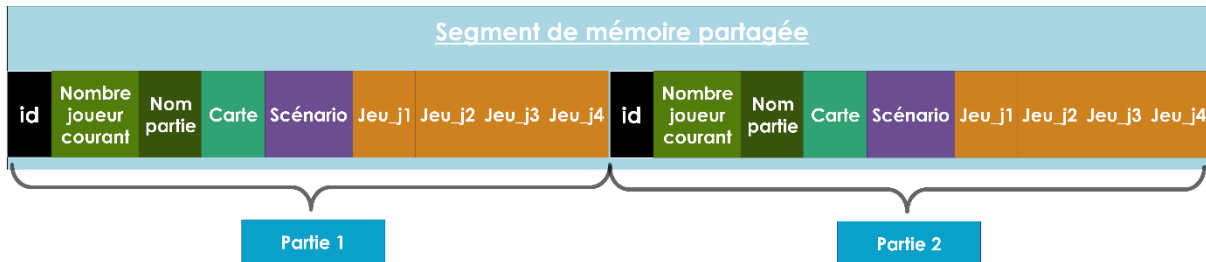 Segment de mémoire partagée
id
Nombre joueur courant
Nom partie
Carte
Scénario
Jeu_j1
Jeu_j2
Jeu_j3
Jeu_j4
id
Nombre joueur courant
Nom partie
Carte
Scénario
Jeu_j1
Jeu_j2
Jeu_j3
Jeu_j4
Partie 1
Partie 2